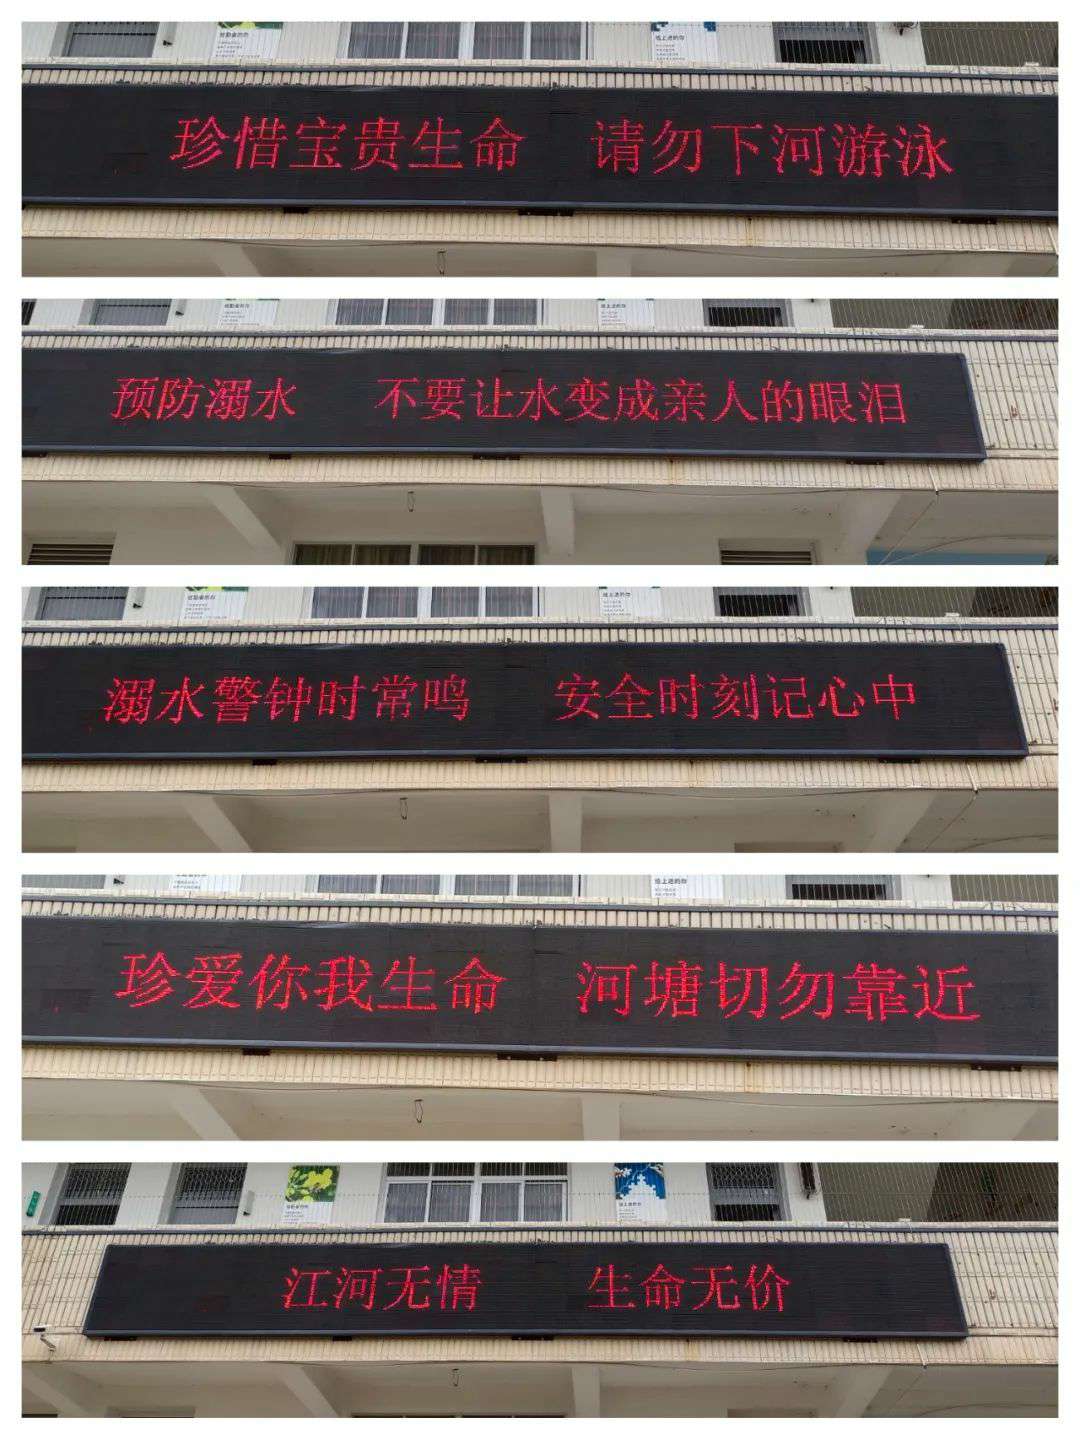 珍惜宝贵生命 请勿下河游泳
预防溺水 不要让水变成亲人的眼泪
溺水警钟时常鸣 安全时刻记心中
珍爱你我生命 河塘切勿靠近
江河无情 生命无价